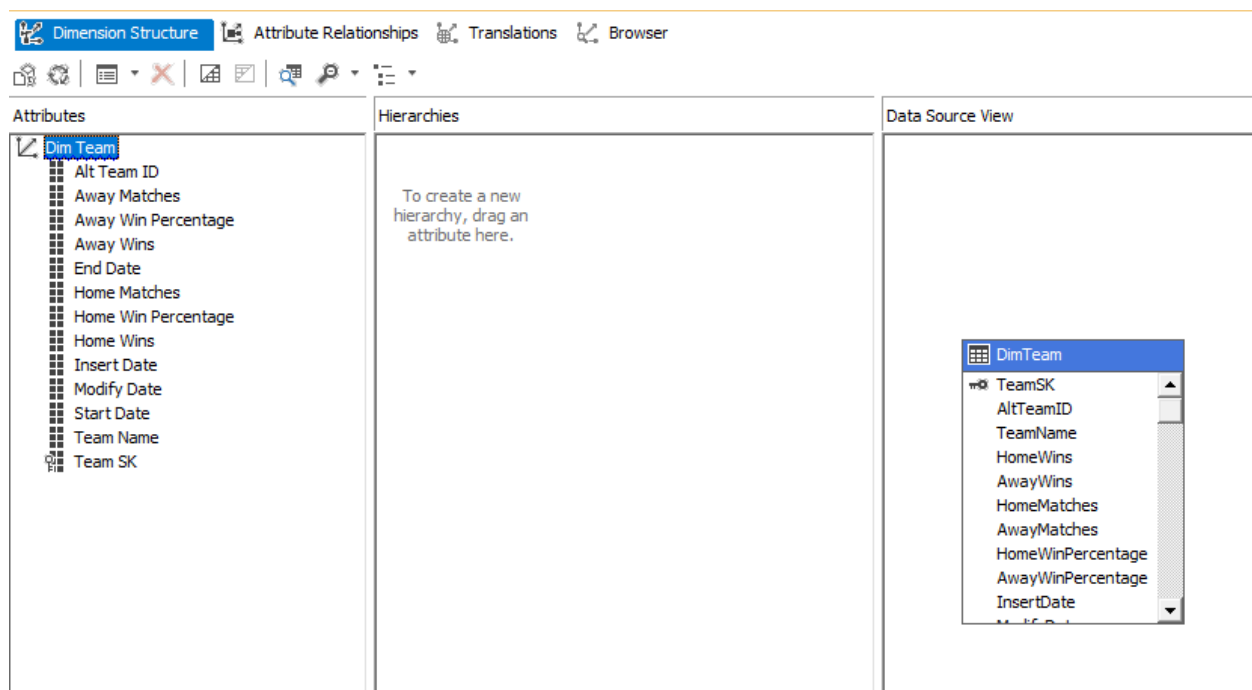 Dimension Structure Attribute Relationships Translations Browser
Attributes
Dim Team
Alt Team ID
Away Matches
Away Win Percentage
Away Wins
End Date
Home Matches
Home Win Percentage
Home Wins
Insert Date
Modify Date
Start Date
Team Name
Team SK
Hierarchies
To create a new
hierarchy, drag an
attribute here.
Data Source View
DimTeam
TeamSK
AltTeamID
TeamName
HomeWins
AwayWins
HomeMatches
AwayMatches
HomeWinPercentage
AwayWinPercentage
InsertDate